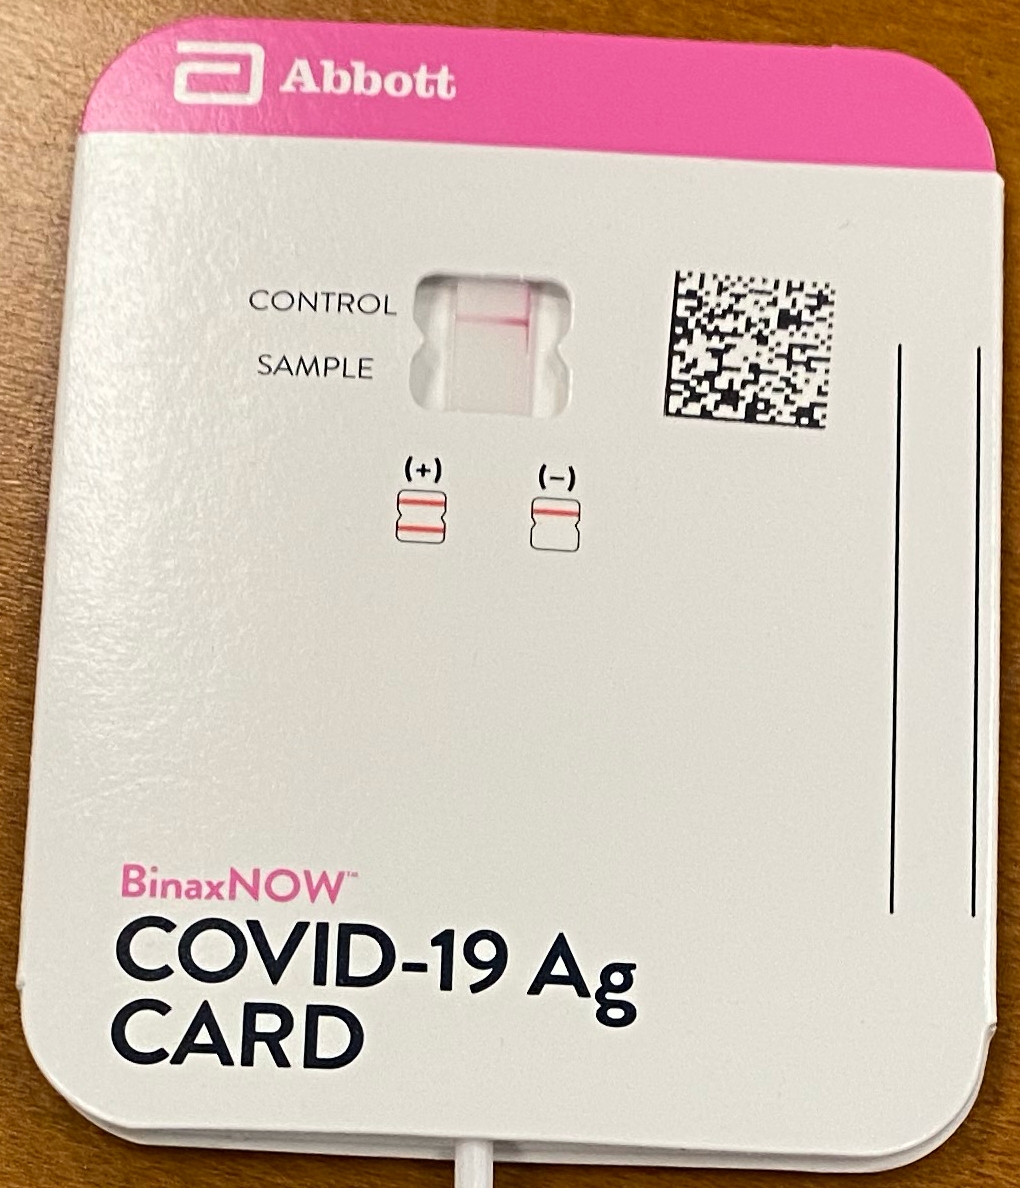 Abbott
CONTROL
SAMPLE
(+) (-)
BinaxNOW™
COVID-19 Ag
CARD